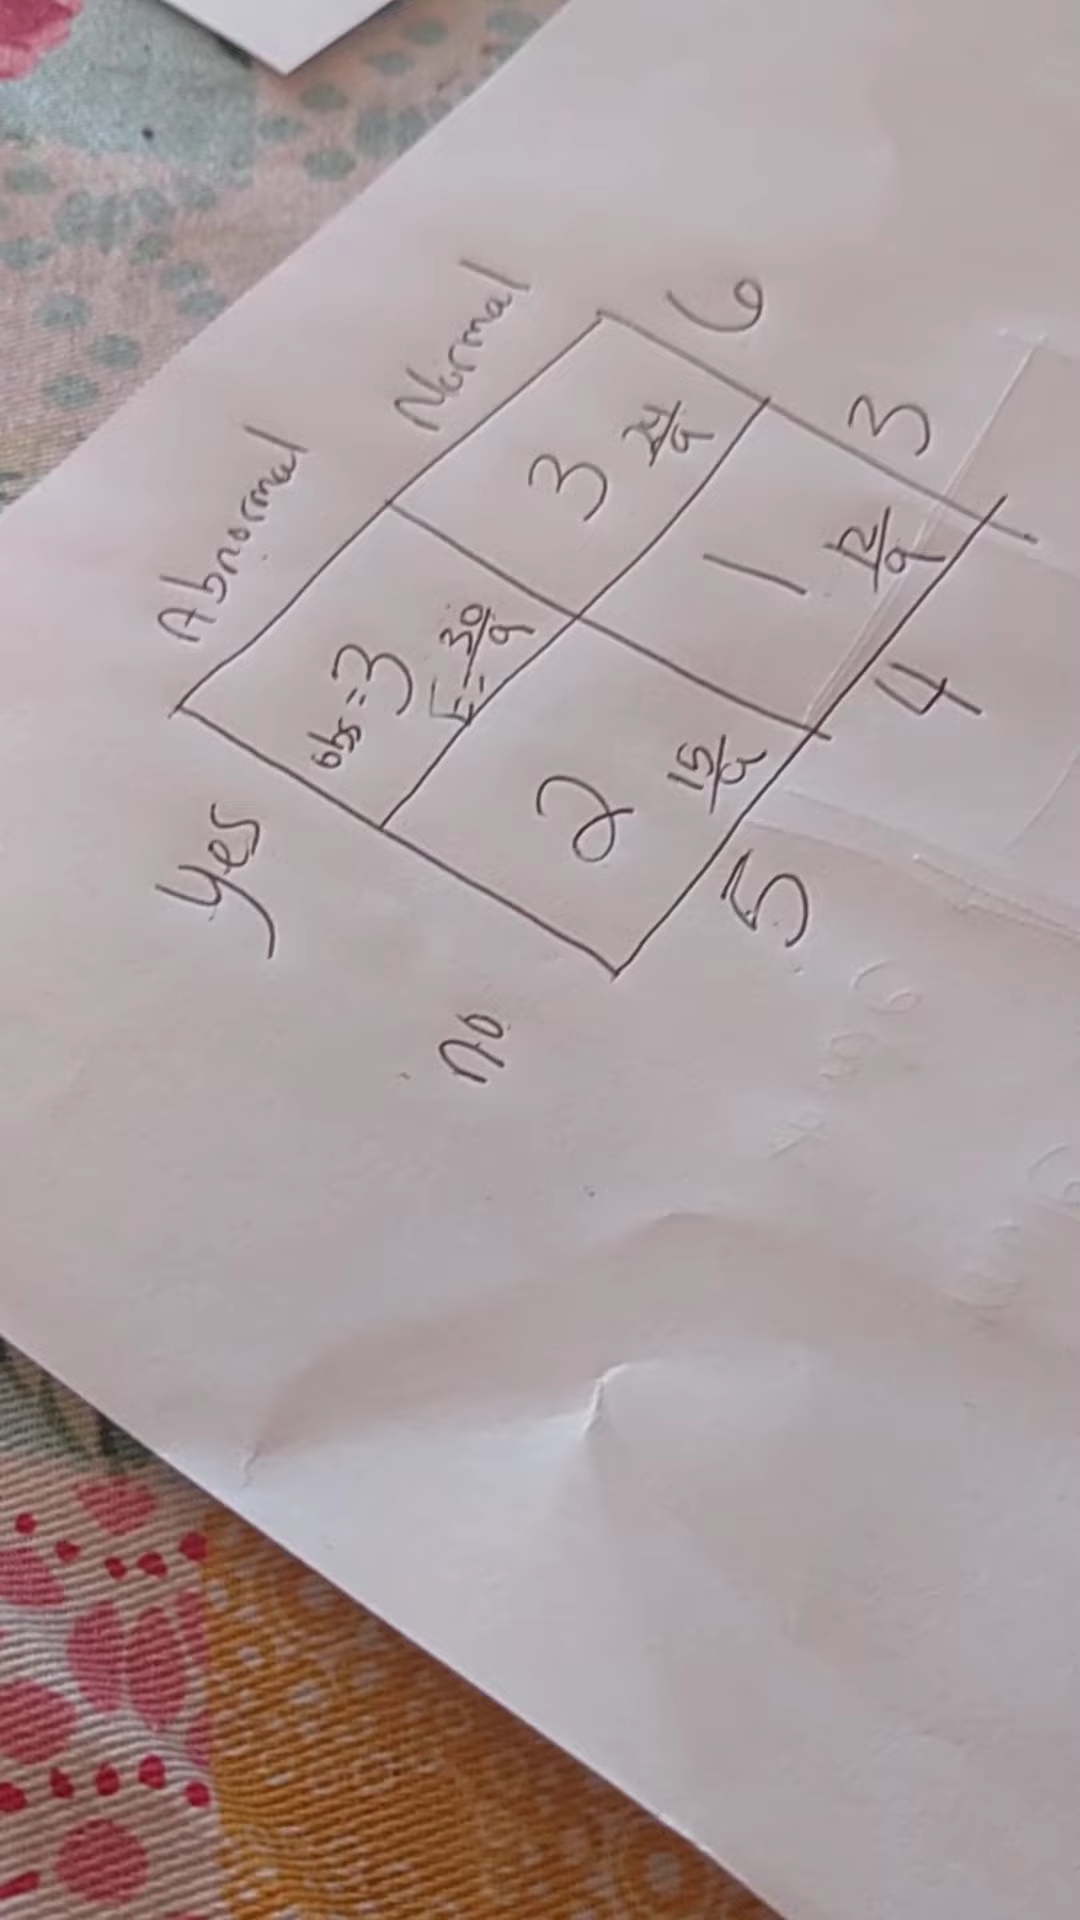 Abnormal Normal
Yes obs=3 3 6
E=30/9 24/9
no 2 1 3
15/9 12/9
5 4